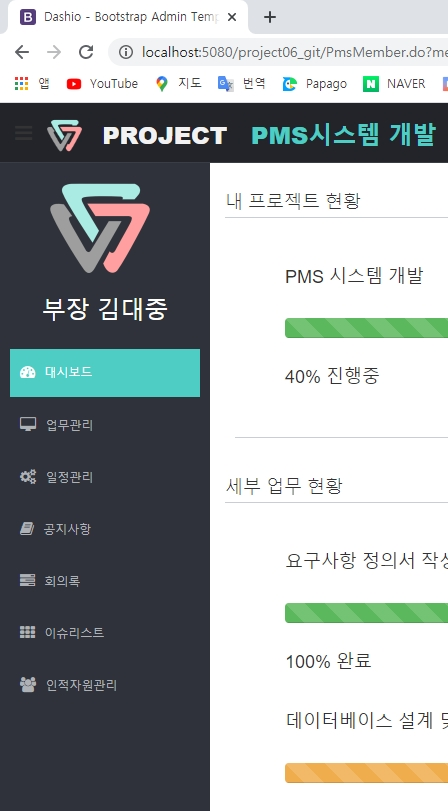 Dashio - Bootstrap Admin Temp
localhost:5080/project06_git/PmsMember.do?me
앱 YouTube 지도 번역 Papago NAVER
PROJECT PMS시스템 개발
부장 김대중
대시보드
업무관리
일정관리
공지사항
회의록
이슈리스트
인적자원관리
내 프로젝트 현황
PMS 시스템 개발
40% 진행중
세부 업무 현황
요구사항 정의서 작성
100% 완료
데이터베이스 설계 및